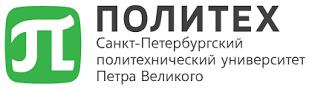 ПОЛИТЕХ
Санкт-Петербургский
политехнический университет
Петра Великого